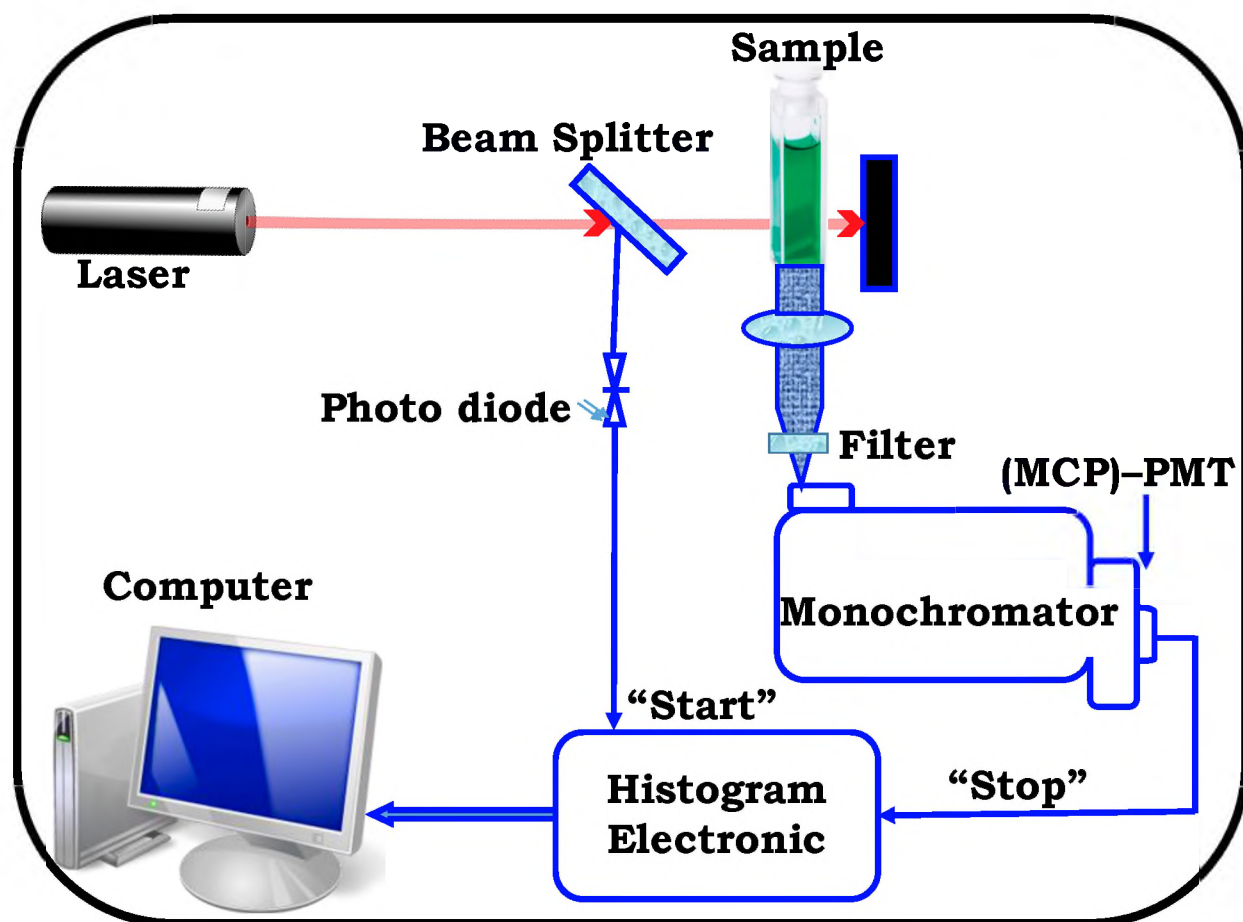 Sample
Beam Splitter
Laser
Photo diode
Filter
(MCP)–PMT
Computer
Monochromator
“Start”
“Stop”
Histogram
Electronic